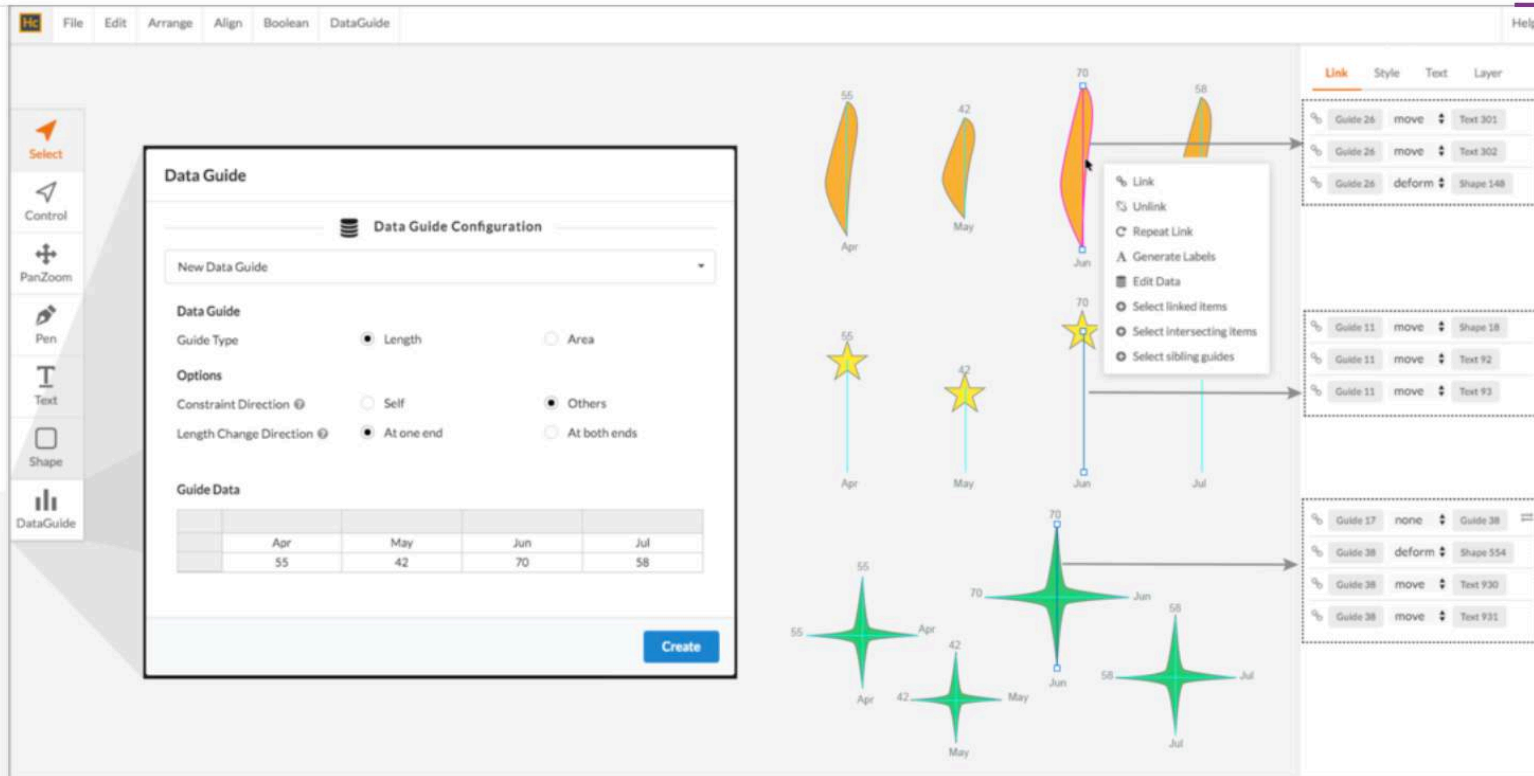 Hc File Edit Arrange Align Boolean DataGuide Help
Select
Control
PanZoom
Pen
Text
Shape
DataGuide
Data Guide
Data Guide Configuration
New Data Guide
Data Guide
Guide Type Length Area
Options
Constraint Direction Self Others
Length Change Direction At one end At both ends
Guide Data
Apr May Jun Jul
55 42 70 58
Create
55 42 70 58
Apr May Jun
Link
Unlink
Repeat Link
Generate Labels
Edit Data
Select linked items
Select intersecting items
Select sibling guides
55 42 70
Apr May Jun Jul
55
55 Apr
Apr
42
42 May
May
70
70 Jun
Jun
58
58 Jul
Jul
Link Style Text Layer
Guide 26 move Text 301
Guide 26 move Text 302
Guide 26 deform Shape 148
Guide 11 move Shape 18
Guide 11 move Text 92
Guide 11 move Text 93
Guide 17 none Guide 38
Guide 38 deform Shape 554
Guide 38 move Text 930
Guide 38 move Text 931